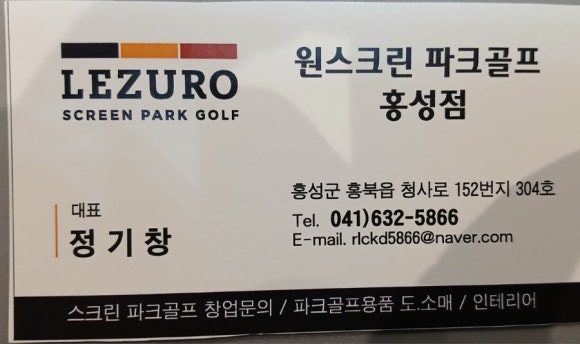 LEZURO
SCREEN PARK GOLF
원스크린 파크골프
홍성점
대표
정기창
홍성군 홍북읍 청사로 152번지 304호
Tel. 041)632-5866
E-mail. rlckd5866@naver.com
스크린 파크골프 창업문의 / 파크골프용품 도.소매 / 인테리어